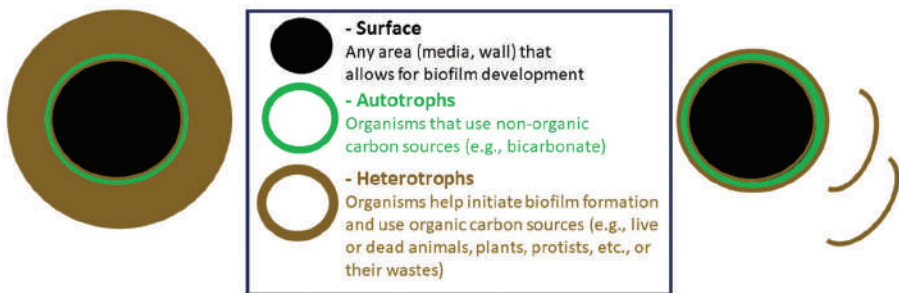 - Surface
Any area (media, wall) that
allows for biofilm development
- Autotrophs
Organisms that use non-organic
carbon sources (e.g., bicarbonate)
- Heterotrophs
Organisms help initiate biofilm formation
and use organic carbon sources (e.g., live
or dead animals, plants, protists, etc., or
their wastes)